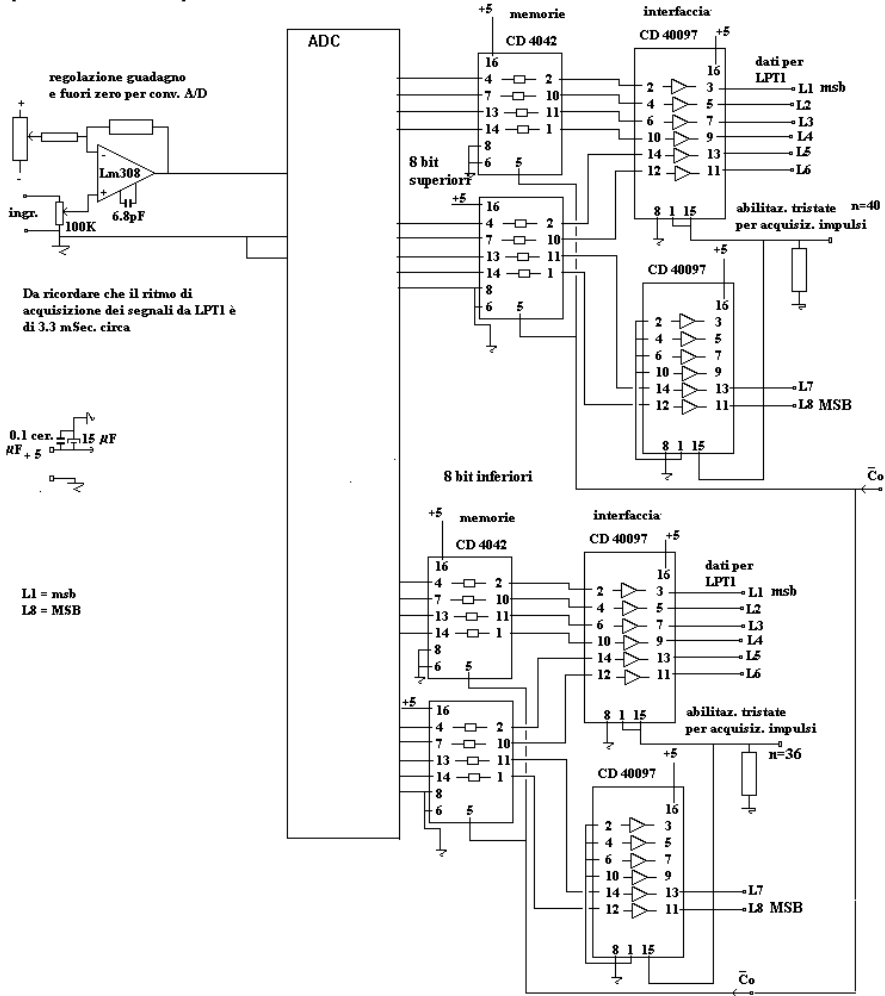 +5
memorie
CD 4042
interfaccia
CD 40097
+5
ADC
regolazione guadagno
e fuori zero per conv. A/D
+
-
-
+
Lm308
6.8pF
ingr.
100K
16
4 2
7 10
13 11
14 1
8
6
5
16
2 3
4 5
6 7
10 9
14 13
12 11
8 1 15
dati per
LPT1
L1 msb
L2
L3
L4
L5
L6
8 bit
superiori
+5
16
4 2
7 10
13 11
14 1
8
6
5
abilitaz. tristate
per acquisiz. impulsi
n=40
CD 40097
+5
16
2 3
4 5
6 7
10 9
14 13
12 11
8 1 15
L7
L8 MSB
Co
Da ricordare che il ritmo di
acquisizione dei segnali da LPT1 è
di 3.3 mSec. circa
0.1 cer.
µF
15 µF
+ 5
L1 = msb
L8 = MSB
8 bit inferiori
+5
memorie
CD 4042
interfaccia
CD 40097
+5
16
4 2
7 10
13 11
14 1
8
6
5
16
2 3
4 5
6 7
10 9
14 13
12 11
8 1 15
dati per
LPT1
L1 msb
L2
L3
L4
L5
L6
+5
16
4 2
7 10
13 11
14 1
8
6
5
abilitaz. tristate
per acquisiz. impulsi
n=36
CD 40097
+5
16
2 3
4 5
6 7
10 9
14 13
12 11
8 1 15
L7
L8 MSB
Co